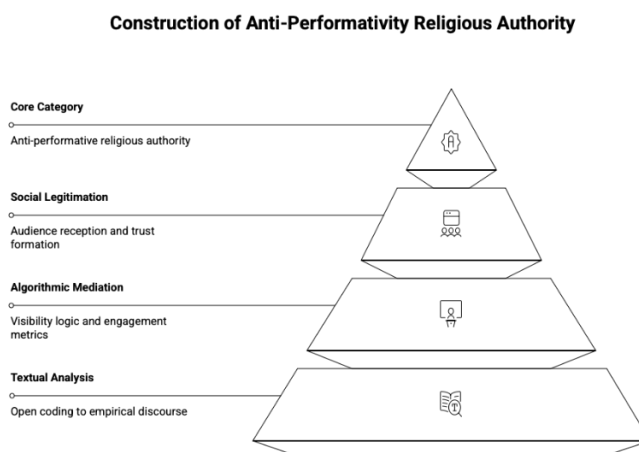 Construction of Anti-Performativity Religious Authority
Core Category
Anti-performative religious authority
Social Legitimation
Audience reception and trust
formation
Algorithmic Mediation
Visibility logic and engagement
metrics
Textual Analysis
Open coding to empirical discourse